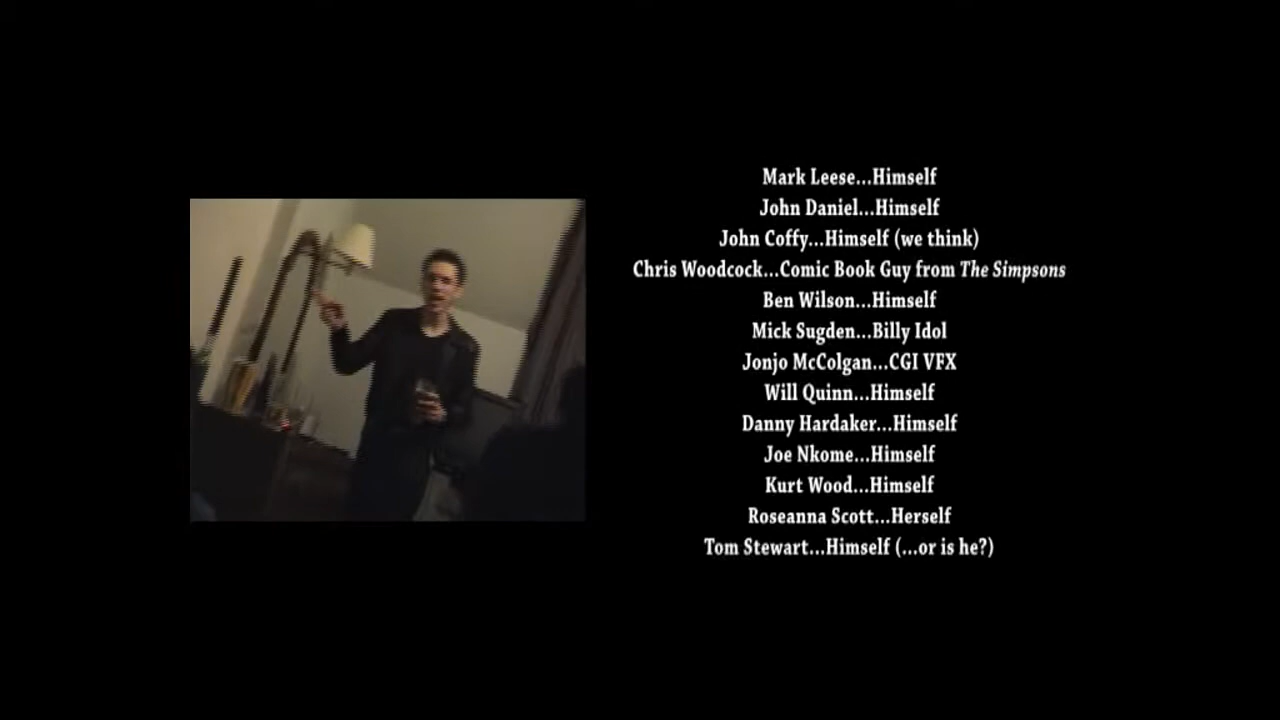 Mark Leese...Himself
John Daniel...Himself
John Coffy...Himself (we think)
Chris Woodcock...Comic Book Guy from The Simpsons
Ben Wilson...Himself
Mick Sugden...Billy Idol
Jonjo McColgan...CGI VFX
Will Quinn...Himself
Danny Hardaker...Himself
Joe Nkome...Himself
Kurt Wood...Himself
Roseanna Scott...Herself
Tom Stewart...Himself (...or is he?)